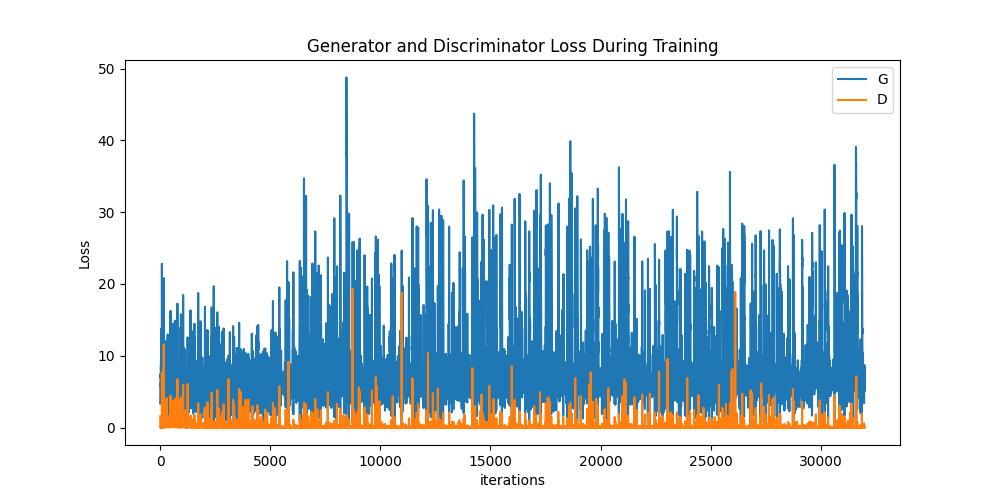 Generator and Discriminator Loss During Training
50
40
30
20
10
0
Loss
G
D
0 5000 10000 15000 20000 25000 30000
iterations